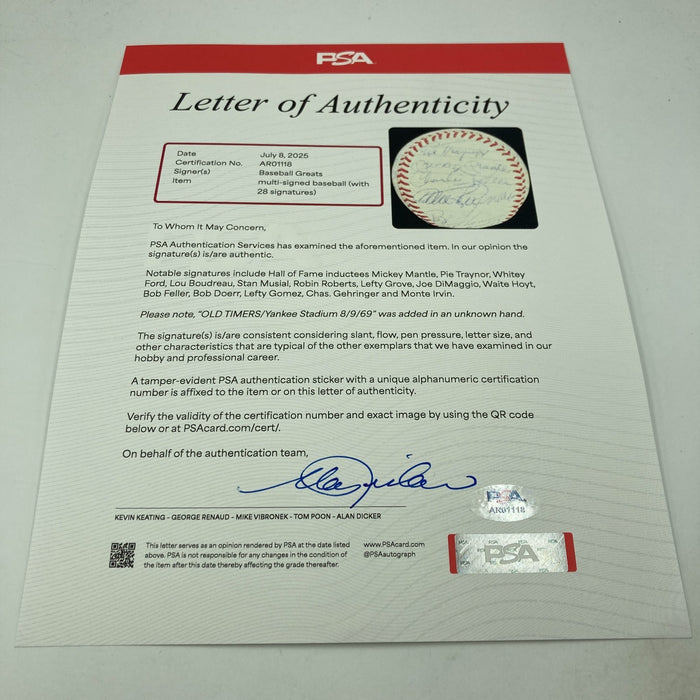 PSA
Letter of Authenticity
Date July 8, 2025
Certification No. AR01118
Signer(s) Baseball Greats
Item multi-signed baseball (with
28 signatures)
To Whom It May Concern,
PSA Authentication Services has examined the aforementioned item. In our opinion the
signature(s) is/are authentic.
Notable signatures include Hall of Fame inductees Mickey Mantle, Pie Traynor, Whitey
Ford, Lou Boudreau, Stan Musial, Robin Roberts, Lefty Grove, Joe DiMaggio, Waite Hoyt,
Bob Feller, Bob Doerr, Lefty Gomez, Chas. Gehringer and Monte Irvin.
Please note, "OLD TIMERS/Yankee Stadium 8/9/69" was added in an unknown hand.
The signature(s) is/are consistent considering slant, flow, pen pressure, letter size, and
other characteristics that are typical of the other exemplars that we have examined in our
hobby and professional career.
A tamper-evident PSA authentication sticker with a unique alphanumeric certification
number is affixed to the item or on this letter of authenticity.
Verify the validity of the certification number and exact image by using the QR code
below or at PSAcard.com/cert/.
On behalf of the authentication team,
PSA
AR01118
KEVIN KEATING - GEORGE RENAUD - MIKE VIBRONEK - TOM POON - ALAN DICKER
This letter serves as an opinion rendered by PSA at the date listed
above. PSA is not responsible for any changes in the condition of
the item after this date thereby affecting the grade thereafter.
www.PSAcard.com
@PSAautograph
PSA